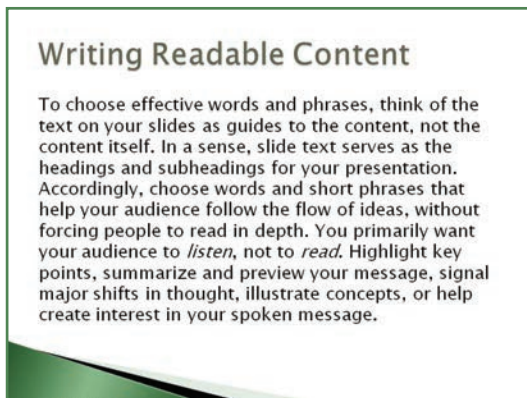 Writing Readable Content
To choose effective words and phrases, think of the
text on your slides as guides to the content, not the
content itself. In a sense, slide text serves as the
headings and subheadings for your presentation.
Accordingly, choose words and short phrases that
help your audience follow the flow of ideas, without
forcing people to read in depth. You primarily want
your audience to listen, not to read. Highlight key
points, summarize and preview your message, signal
major shifts in thought, illustrate concepts, or help
create interest in your spoken message.